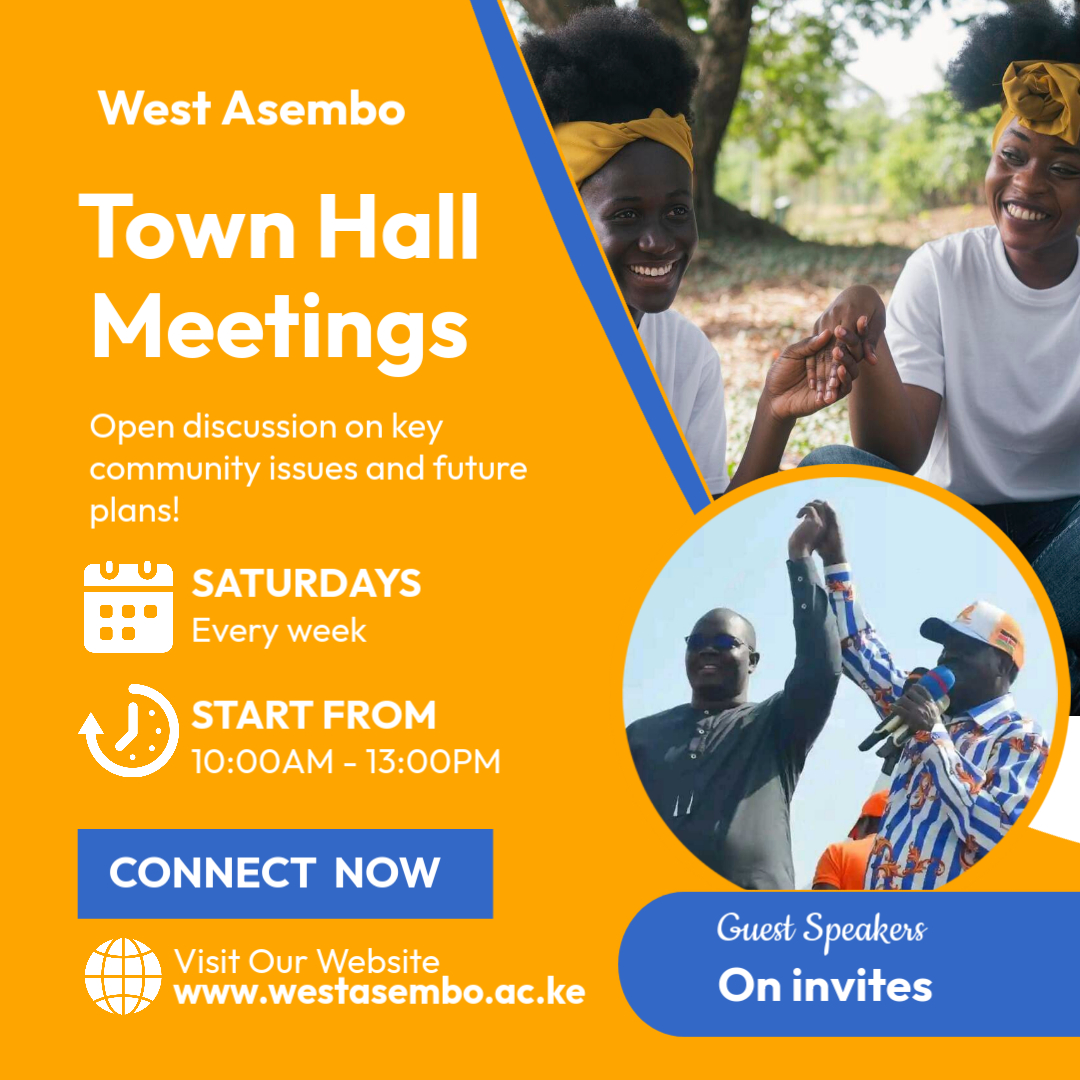 West Asembo
Town Hall
Meetings
Open discussion on key
community issues and future
plans!
SATURDAYS
Every week
START FROM
10:00AM - 13:00PM
CONNECT NOW
Visit Our Website
www.westasembo.ac.ke
Guest Speakers
On invites